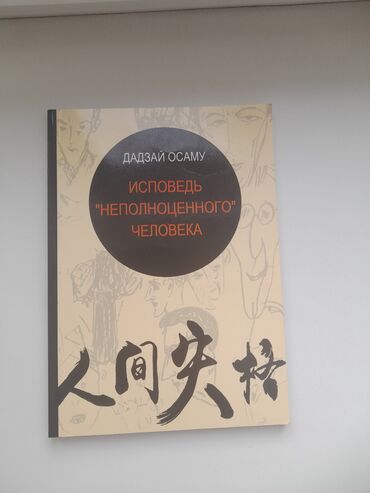 ДАДЗАЙ ОСАМУ
ИСПОВЕДЬ
"НЕПОЛНОЦЕННОГО"
ЧЕЛОВЕКА
人间失格